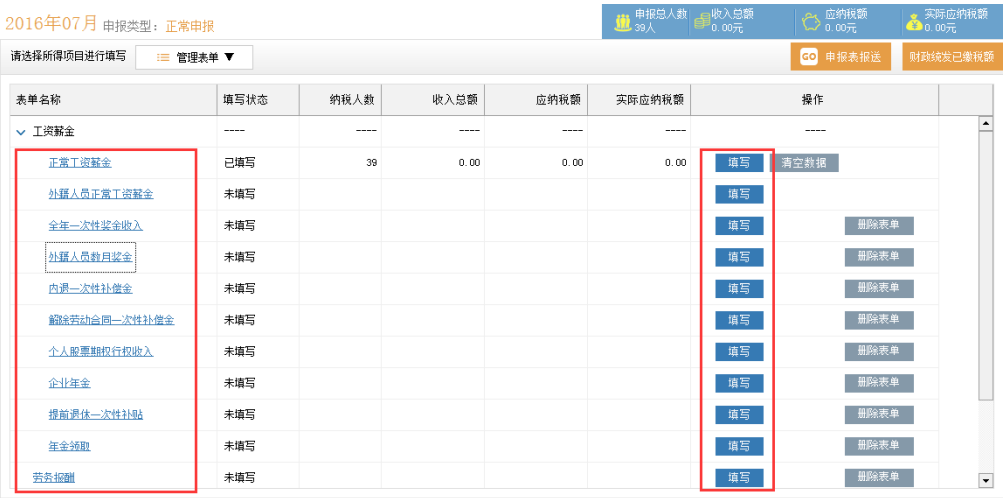 2016年07月 申报类型：正常申报
申报总人数 39人
收入总额 0.00元
应纳税额 0.00元
实际应纳税额 0.00元
请选择所得项目进行填写 管理表单 ▼ GO 申报表报送 财政统发已缴税额
表单名称 填写状态 纳税人数 收入总额 应纳税额 实际应纳税额 操作
工资薪金 ---- ---- ---- ---- ---- ----
正常工资薪金 已填写 39 0.00 0.00 0.00 填写 清空数据
外籍人员正常工资薪金 未填写 填写
全年一次性奖金收入 未填写 填写 删除表单
外籍人员数月奖金 未填写 填写 删除表单
内退一次性补偿金 未填写 填写 删除表单
解除劳动合同一次性补偿金 未填写 填写 删除表单
个人股票期权行权收入 未填写 填写 删除表单
企业年金 未填写 填写 删除表单
提前退休一次性补贴 未填写 填写 删除表单
年金领取 未填写 填写 删除表单
劳务报酬 未填写 填写 删除表单